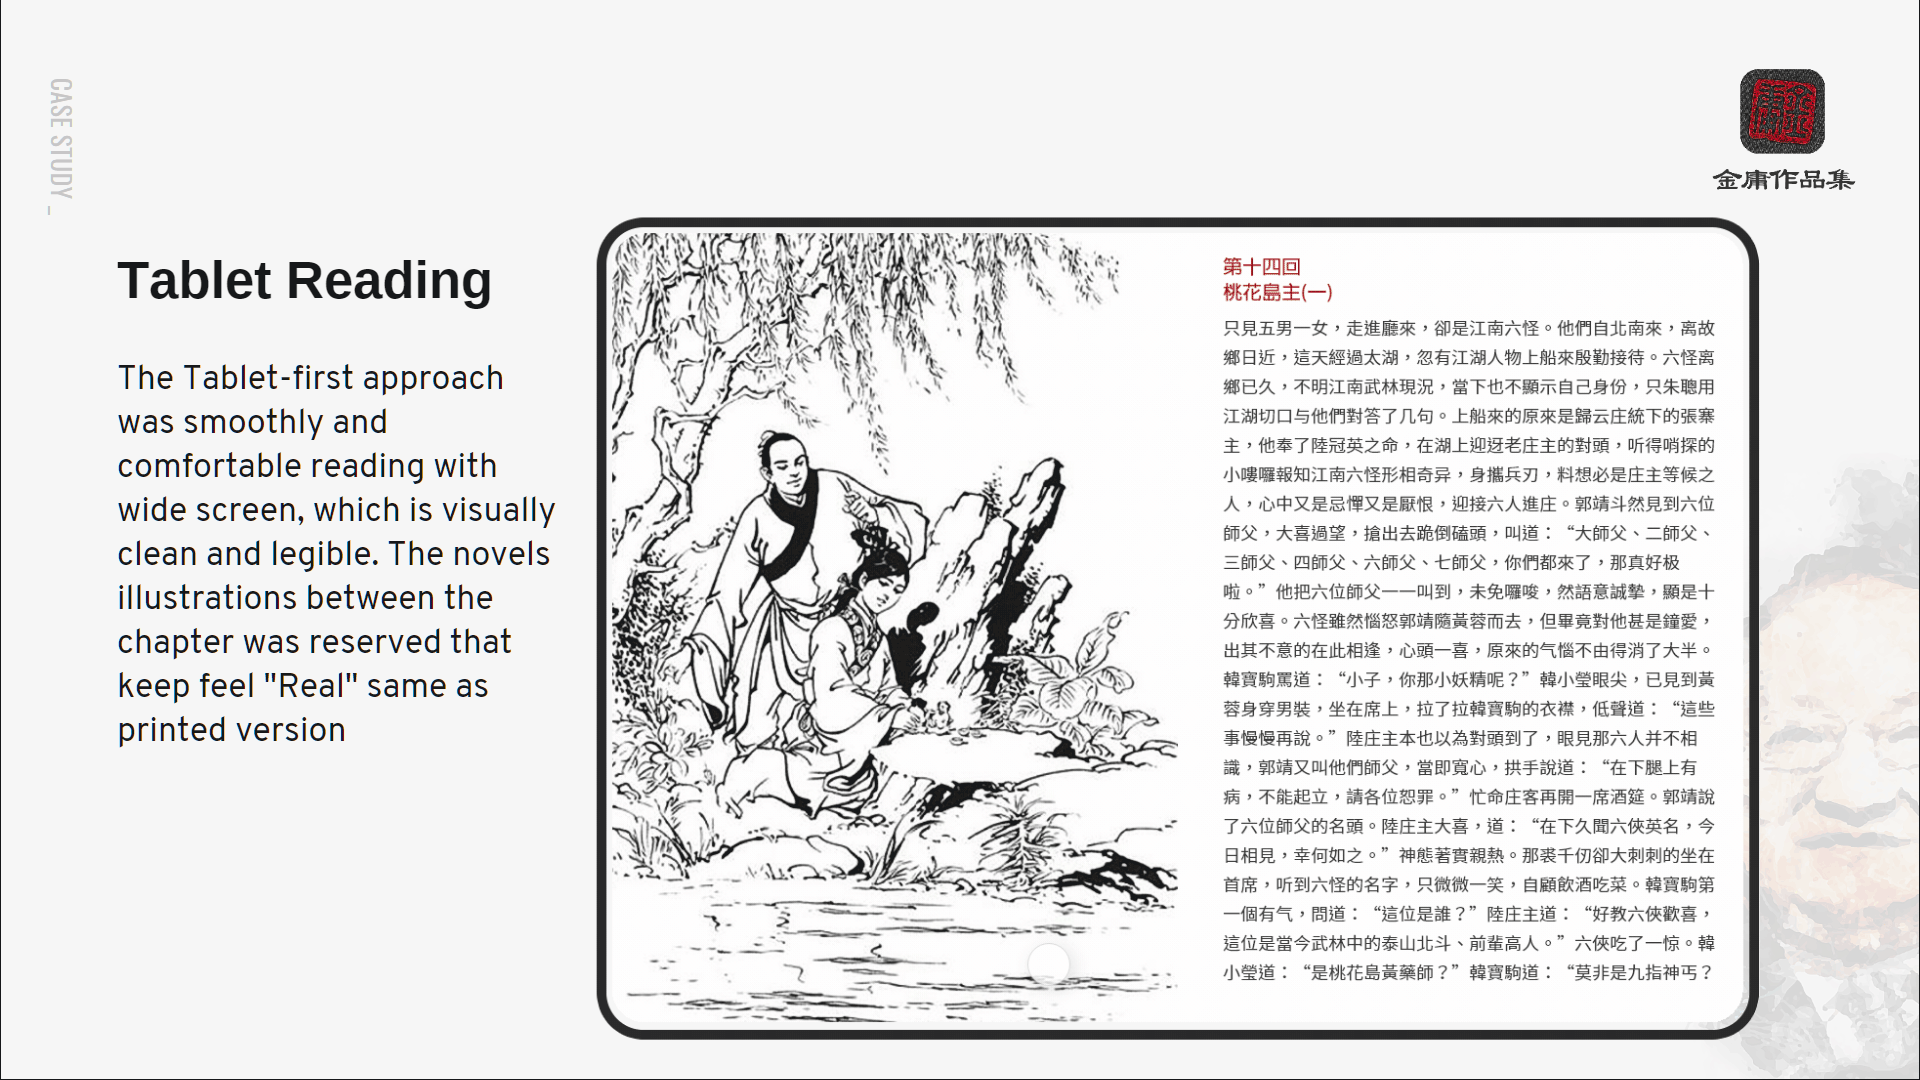 CASE STUDY _
金庸
金庸作品集
Tablet Reading
The Tablet-first approach
was smoothly and
comfortable reading with
wide screen, which is visually
clean and legible. The novels
illustrations between the
chapter was reserved that
keep feel "Real" same as
printed version
第十四回
桃花島主(一)
只見五男一女，走進廳來，卻是江南六怪。他們自北南來，离故
鄉日近，這天經過太湖，忽有江湖人物上船來殷勤接待。六怪离
鄉已久，不明江南武林現況，當下也不顯示自己身份，只朱聰用
江湖切口与他們對答了几句。上船來的原來是歸云庄統下的張寨
主，他奉了陸冠英之命，在湖上迎迓老庄主的對頭，听得哨探的
小嘍囉報知江南六怪形相奇异，身攜兵刃，料想必是庄主等候之
人，心中又是忌憚又是厭恨，迎接六人進庄。郭靖斗然見到六位
師父，大喜過望，搶出去跪倒磕頭，叫道：“大師父、二師父、
三師父、四師父、六師父、七師父，你們都來了，那真好极
啦。”他把六位師父一一叫到，未免囉唆，然語意誠摯，顯是十
分欣喜。六怪雖然惱怒郭靖隨黃蓉而去，但畢竟對他甚是鐘愛，
出其不意的在此相逢，心頭一喜，原來的气惱不由得消了大半。
韓寶駒罵道：“小子，你那小妖精呢？”韓小瑩眼尖，已見到黃
蓉身穿男裝，坐在席上，拉了拉韓寶駒的衣襟，低聲道：“這些
事慢慢再說。”陸庄主本也以為對頭到了，眼見那六人并不相
識，郭靖又叫他們師父，當即寬心，拱手說道：“在下腿上有
病，不能起立，請各位恕罪。”忙命庄客再開一席酒筵。郭靖說
了六位師父的名頭。陸庄主大喜，道：“在下久聞六俠英名，今
日相見，幸何如之。”神態著實親熱。那裘千仞卻大刺刺的坐在
首席，听到六怪的名字，只微微一笑，自顧飲酒吃菜。韓寶駒第
一個有气，問道：“這位是誰？”陸庄主道：“好教六俠歡喜，
這位是當今武林中的泰山北斗、前輩高人。”六俠吃了一惊。韓
小瑩道：“是桃花島黃藥師？”韓寶駒道：“莫非是九指神丐？